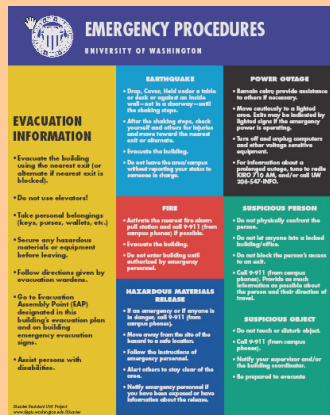 EMERGENCY PROCEDURES
UNIVERSITY OF WASHINGTON
EVACUATION
INFORMATION
•Evacuate the building
using the nearest exit (or
alternate if nearest exit is
blocked).
•Do not use elevators!
•Take personal belongings
(keys, purses, wallets, etc.)
•Secure any hazardous
materials or equipment
before leaving.
•Follow directions given by
evacuation wardens.
•Go to Evacuation
Assembly Point (EAP)
designated in this
building's evacuation plan
and on building
emergency evacuation
signs.
•Assist persons with
disabilities.
EARTHQUAKE
• Drop, Cover, Hold under a table
or desk or against an inside
wall—not in a doorway—until
the shaking stops.
• After the shaking stops, check
yourself and others for injuries
and move toward the nearest
exit or alternate.
• Evacuate the building.
• Do not leave the area/campus
without reporting your status to
someone in charge.
FIRE
• Activate the nearest fire alarm
pull station and call 9-911 (from
campus phones) if possible.
• Evacuate the building.
• Do not enter building until
authorized by emergency
personnel.
HAZARDOUS MATERIALS
RELEASE
• If an emergency or if anyone is
in danger, call 9-911 (from
campus phones).
• Move away from the site of the
hazard to a safe location.
• Follow the instructions of
emergency personnel.
• Alert others to stay clear of the
area.
• Notify emergency personnel if
you have been exposed or have
information about the release.
POWER OUTAGE
• Remain calm; provide assistance
to others if necessary.
• Move cautiously to a lighted
area. Exits may be indicated by
lighted signs if the emergency
power is operating.
• Turn off and unplug computers
and other voltage sensitive
equipment.
• For information about a
prolonged outage, tune to radio
KIRO 710 AM, and/or call UW
206-547-INFO.
SUSPICIOUS PERSON
• Do not physically confront the
person.
• Do not let anyone into a locked
building/office.
• Do not block the person's access
to an exit.
• Call 9-911 (from campus
phones). Provide as much
information as possible about
the person and their direction of
travel.
SUSPICIOUS OBJECT
• Do not touch or disturb object.
• Call 9-911 (from campus
phones).
• Notify your supervisor and/or
the building coordinator.
• Be prepared to evacuate
Disaster Resistant UW Project